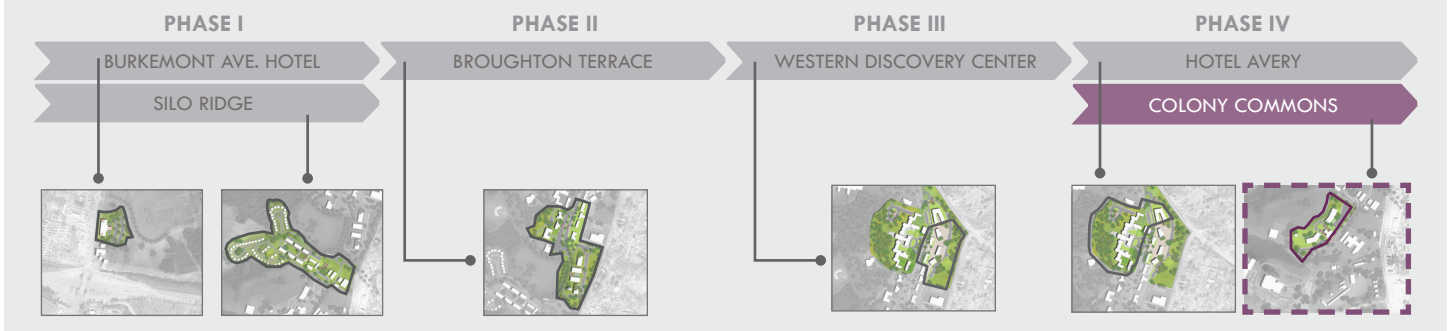 PHASE I
PHASE II
PHASE III
PHASE IV
BURKEMONT AVE. HOTEL
BROUGHTON TERRACE
WESTERN DISCOVERY CENTER
HOTEL AVERY
SILO RIDGE
COLONY COMMONS